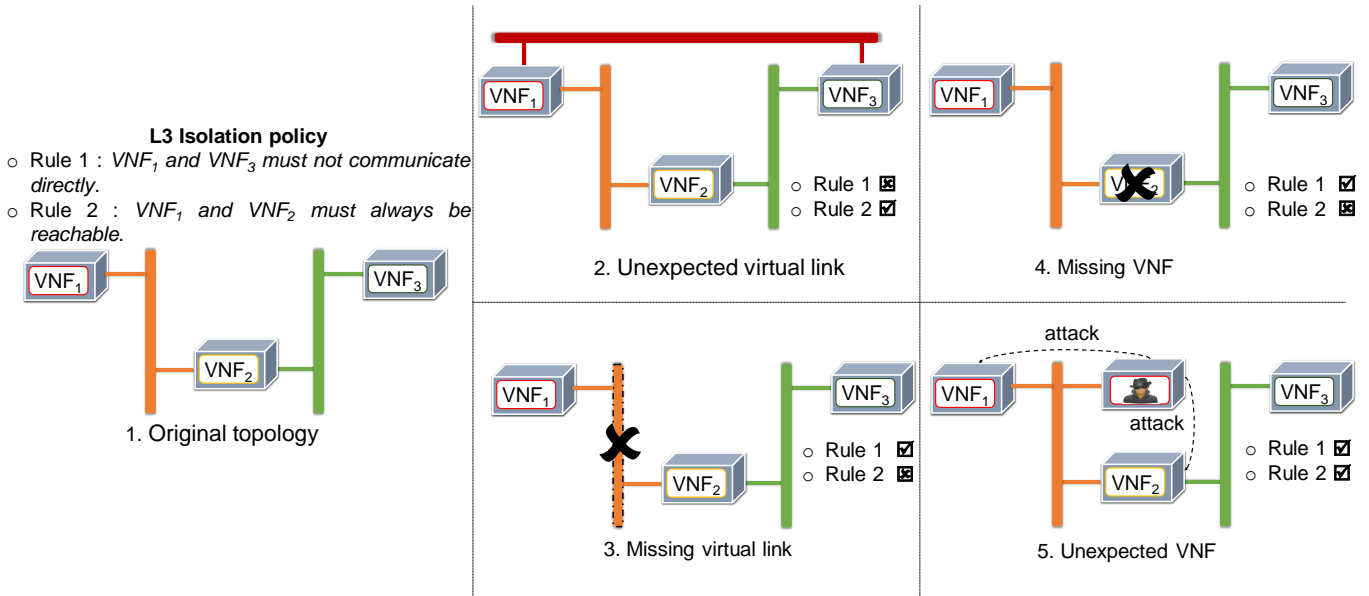 L3 Isolation policy
○ Rule 1 : VNF₁ and VNF₃ must not communicate
directly.
○ Rule 2 : VNF₁ and VNF₂ must always be
reachable.
VNF₁
VNF₃
VNF₂
1. Original topology
VNF₁
VNF₃
VNF₂
○ Rule 1 ☒
○ Rule 2 ☑
2. Unexpected virtual link
VNF₁
VNF₃
○ Rule 1 ☑
○ Rule 2 ☒
4. Missing VNF
VNF₁
VNF₃
VNF₂
○ Rule 1 ☑
○ Rule 2 ☒
3. Missing virtual link
attack
VNF₁
VNF₃
attack
VNF₂
○ Rule 1 ☑
○ Rule 2 ☑
5. Unexpected VNF